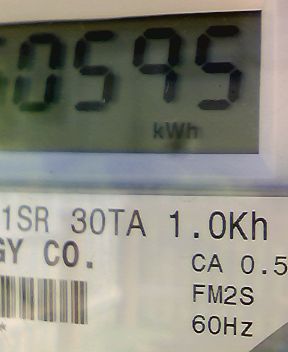 0595
kWh
1SR 30TA 1.0Kh
GY CO.
CA 0.5
FM2S
60Hz